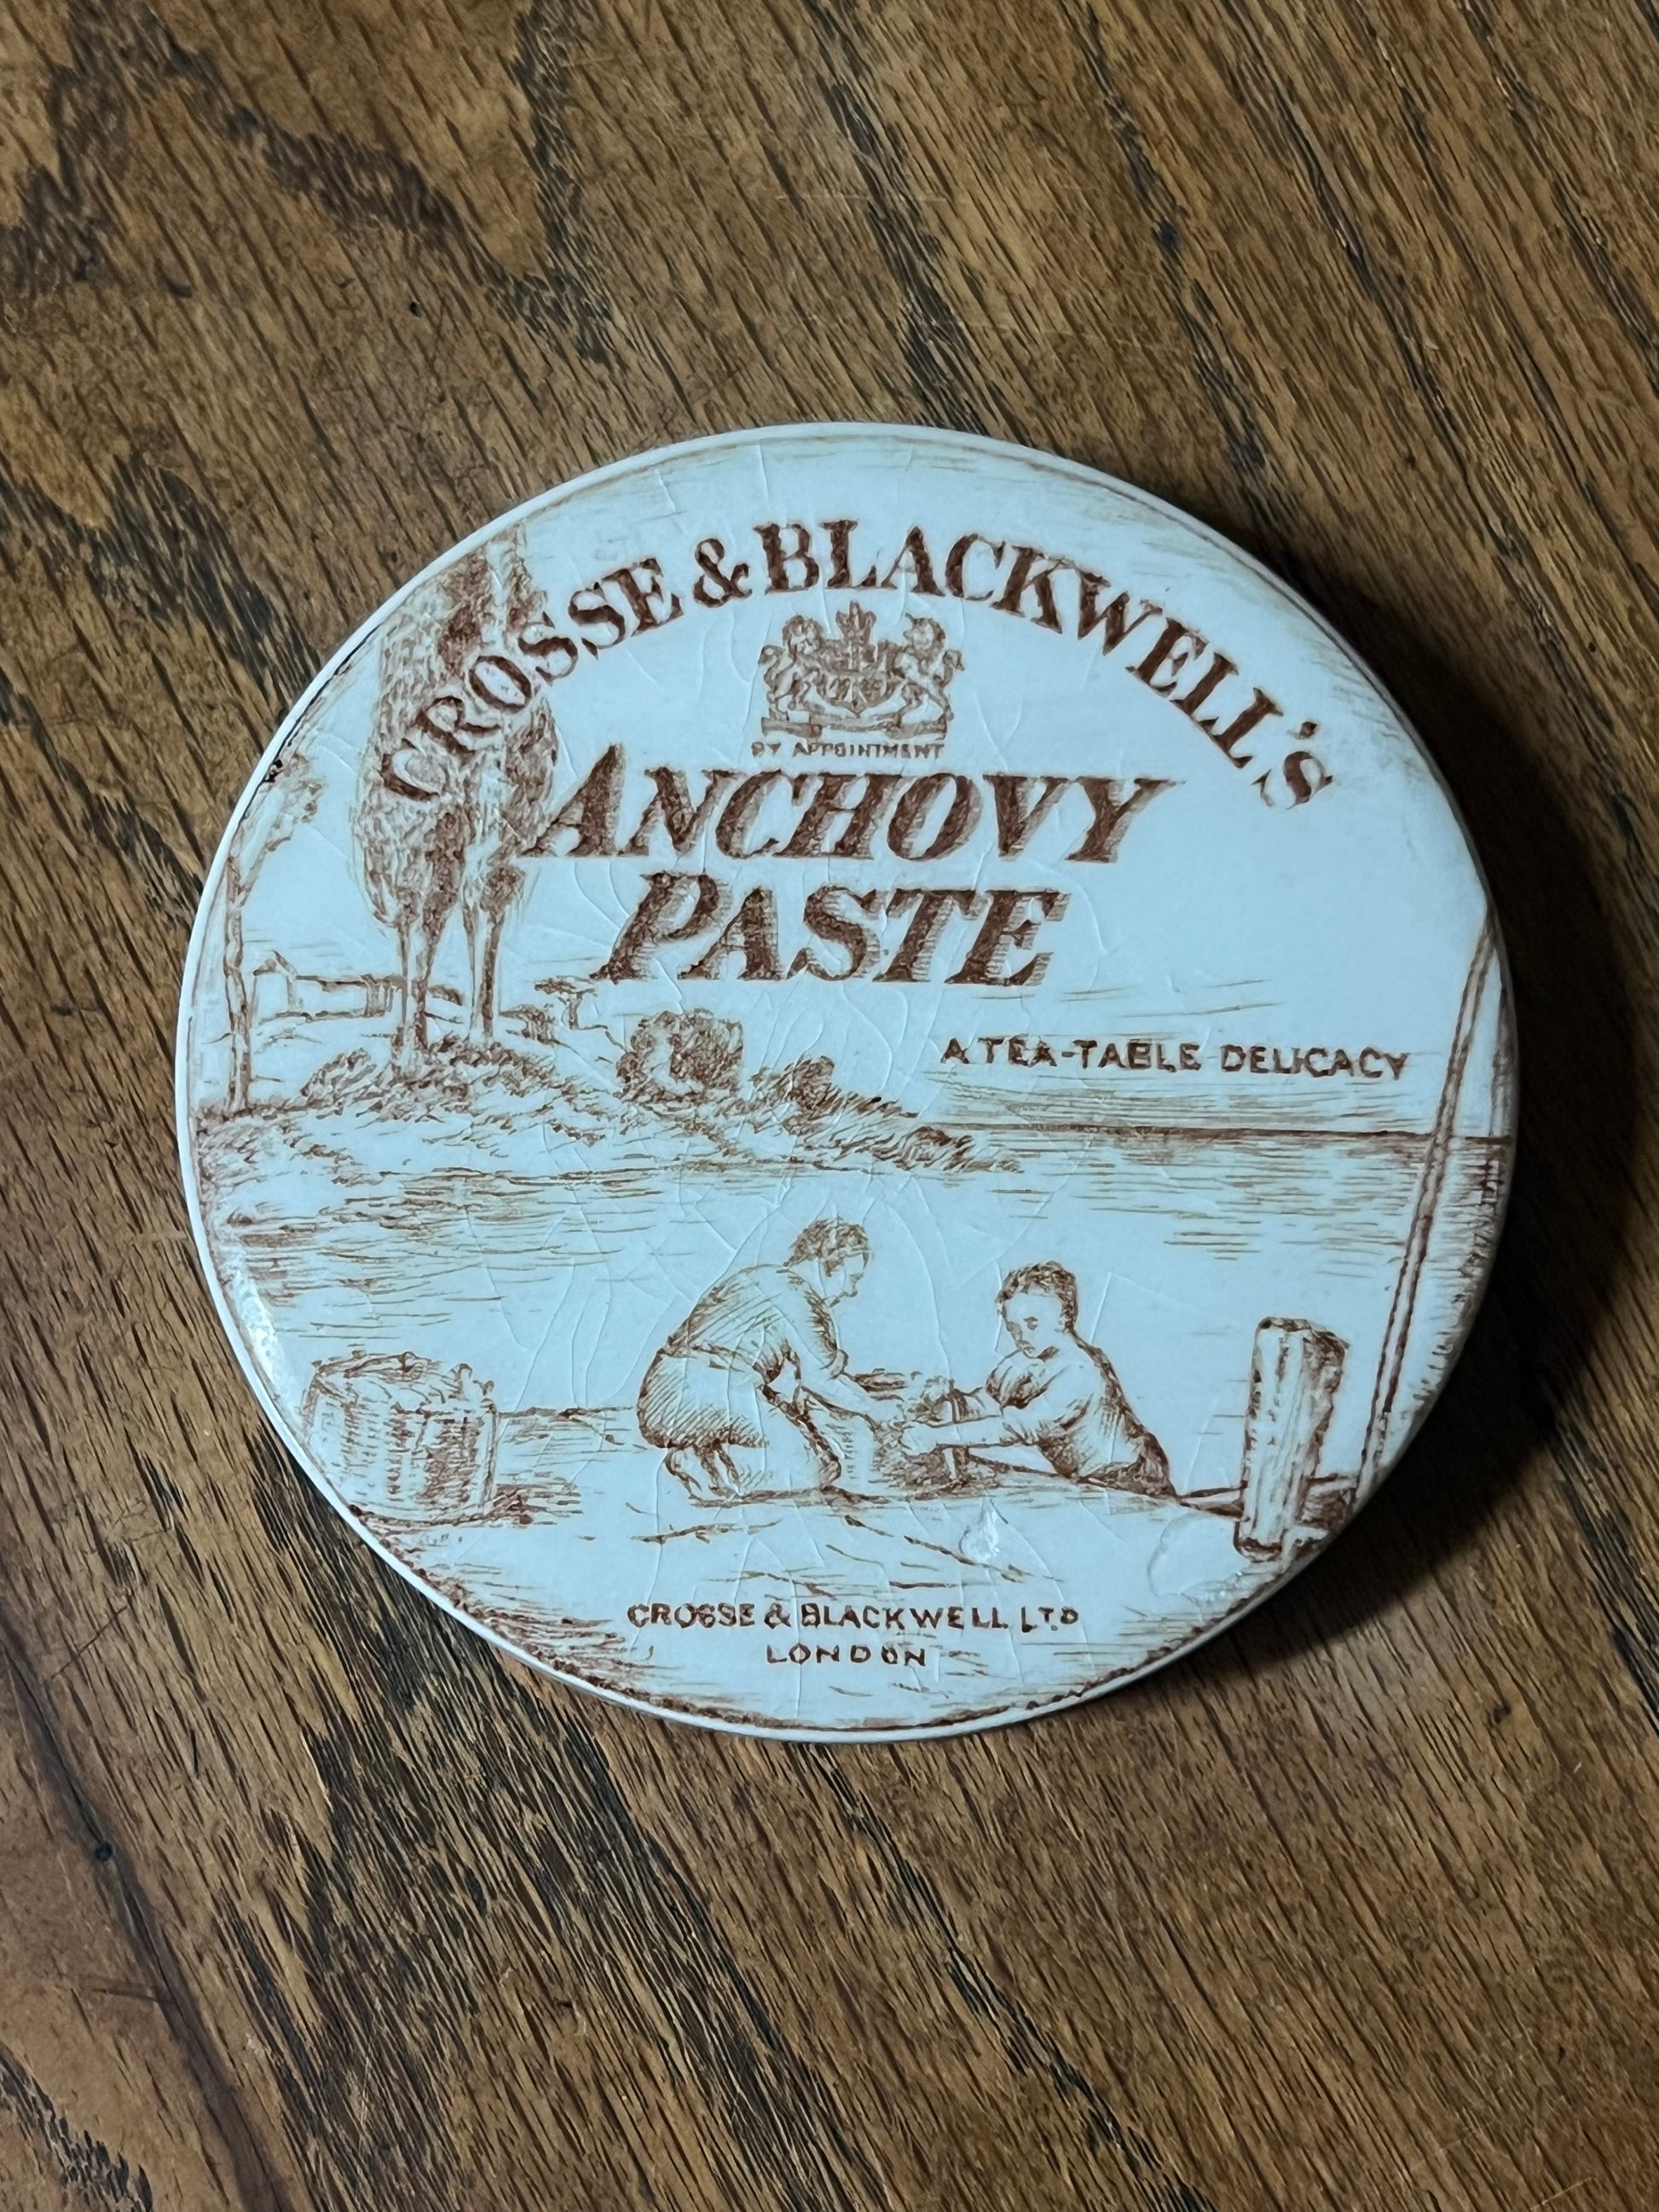 CROSSE & BLACKWELL'S
BY APPOINTMENT
ANCHOVY
PASTE
A TEA-TABLE DELICACY
CROSSE & BLACKWELL LTD
LONDON